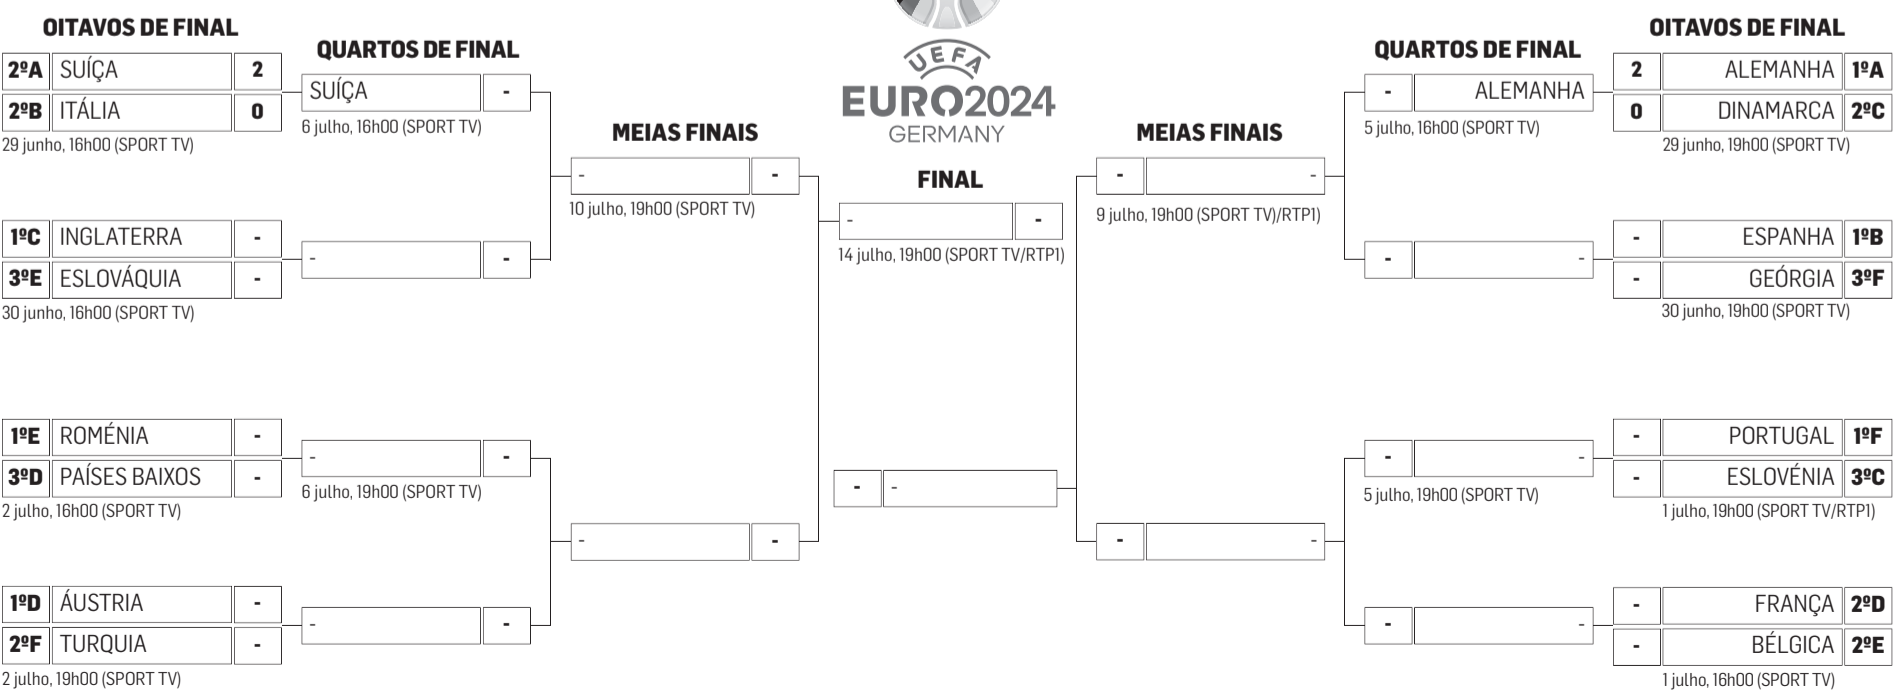 OITAVOS DE FINAL
2ºA SUÍÇA 2
2ºB ITÁLIA 0
29 junho, 16h00 (SPORT TV)
1ºC INGLATERRA -
3ºE ESLOVÁQUIA -
30 junho, 16h00 (SPORT TV)
1ºE ROMÉNIA -
3ºD PAÍSES BAIXOS -
2 julho, 16h00 (SPORT TV)
1ºD ÁUSTRIA -
2ºF TURQUIA -
2 julho, 19h00 (SPORT TV)
QUARTOS DE FINAL
SUÍÇA -
6 julho, 16h00 (SPORT TV)
- -
- -
6 julho, 19h00 (SPORT TV)
- -
MEIAS FINAIS
- -
10 julho, 19h00 (SPORT TV)
- -
UEFA
EURO2024
GERMANY
FINAL
- -
14 julho, 19h00 (SPORT TV/RTP1)
- -
MEIAS FINAIS
- -
9 julho, 19h00 (SPORT TV)/RTP1)
- -
QUARTOS DE FINAL
- ALEMANHA
5 julho, 16h00 (SPORT TV)
- -
- -
5 julho, 19h00 (SPORT TV)
- -
OITAVOS DE FINAL
2 ALEMANHA 1ºA
0 DINAMARCA 2ºC
29 junho, 19h00 (SPORT TV)
- ESPANHA 1ºB
- GEÓRGIA 3ºF
30 junho, 19h00 (SPORT TV)
- PORTUGAL 1ºF
- ESLOVÉNIA 3ºC
1 julho, 19h00 (SPORT TV/RTP1)
- FRANÇA 2ºD
- BÉLGICA 2ºE
1 julho, 16h00 (SPORT TV)